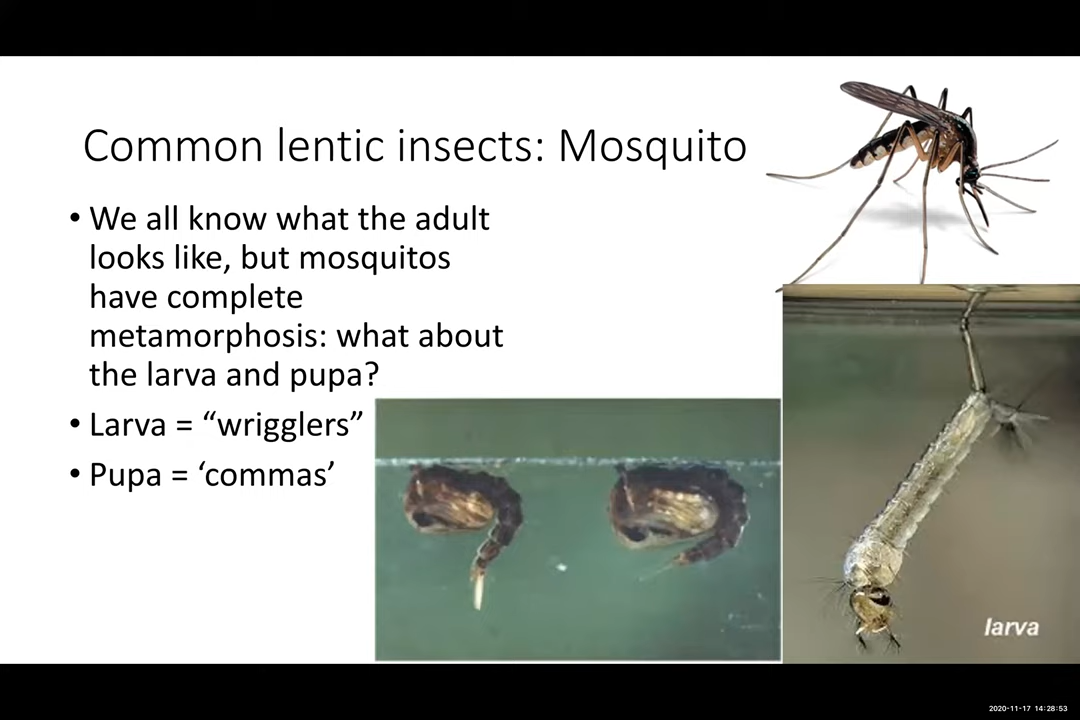 Common lentic insects: Mosquito
• We all know what the adult
looks like, but mosquitos
have complete
metamorphosis: what about
the larva and pupa?
• Larva = “wrigglers”
• Pupa = ‘commas’
larva
2020-11-17 14:28:53